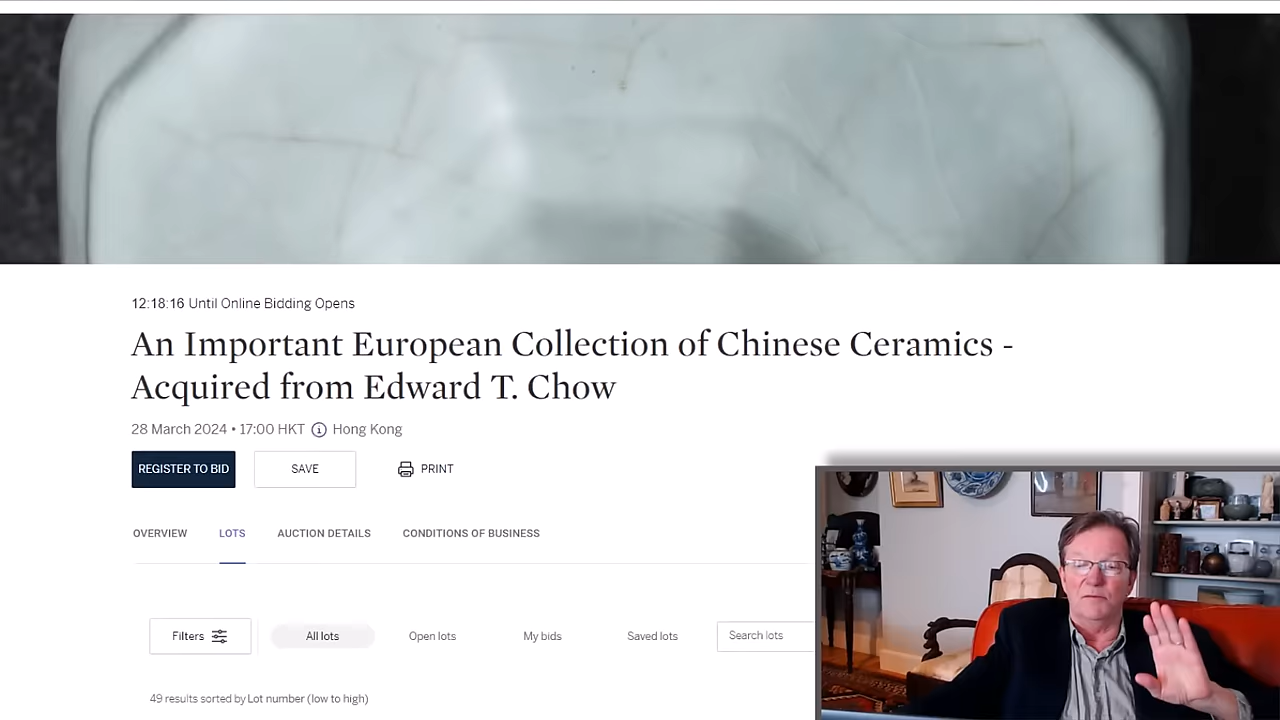 12:18:16 Until Online Bidding Opens
An Important European Collection of Chinese Ceramics -
Acquired from Edward T. Chow
28 March 2024 • 17:00 HKT Hong Kong
REGISTER TO BID SAVE PRINT
OVERVIEW LOTS AUCTION DETAILS CONDITIONS OF BUSINESS
Filters All lots Open lots My bids Saved lots Search lots
49 results sorted by Lot number (low to high)